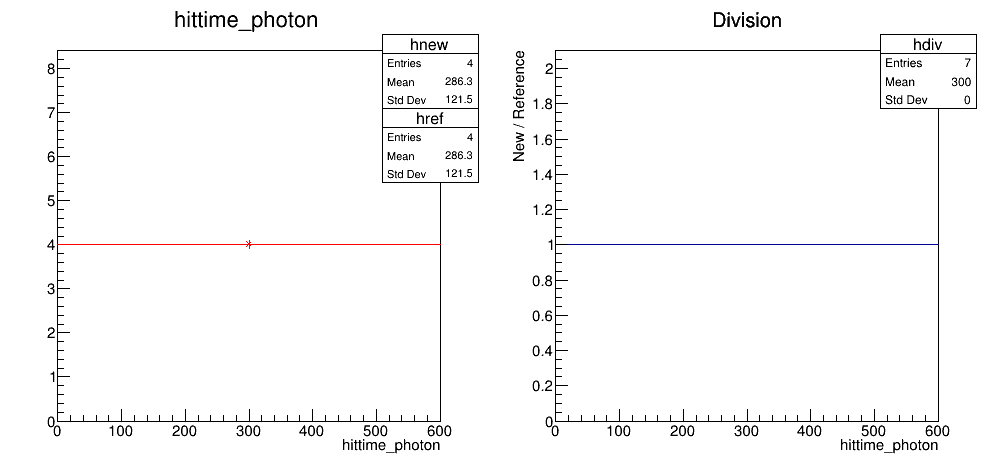 hittime_photon
hnew
Entries 4
Mean 286.3
Std Dev 121.5
href
Entries 4
Mean 286.3
Std Dev 121.5
8
7
6
5
4
3
2
1
0
0 100 200 300 400 500 600
hittime_photon
Division
hdiv
Entries 7
Mean 300
Std Dev 0
New / Reference
2
1.8
1.6
1.4
1.2
1
0.8
0.6
0.4
0.2
0
0 100 200 300 400 500 600
hittime_photon